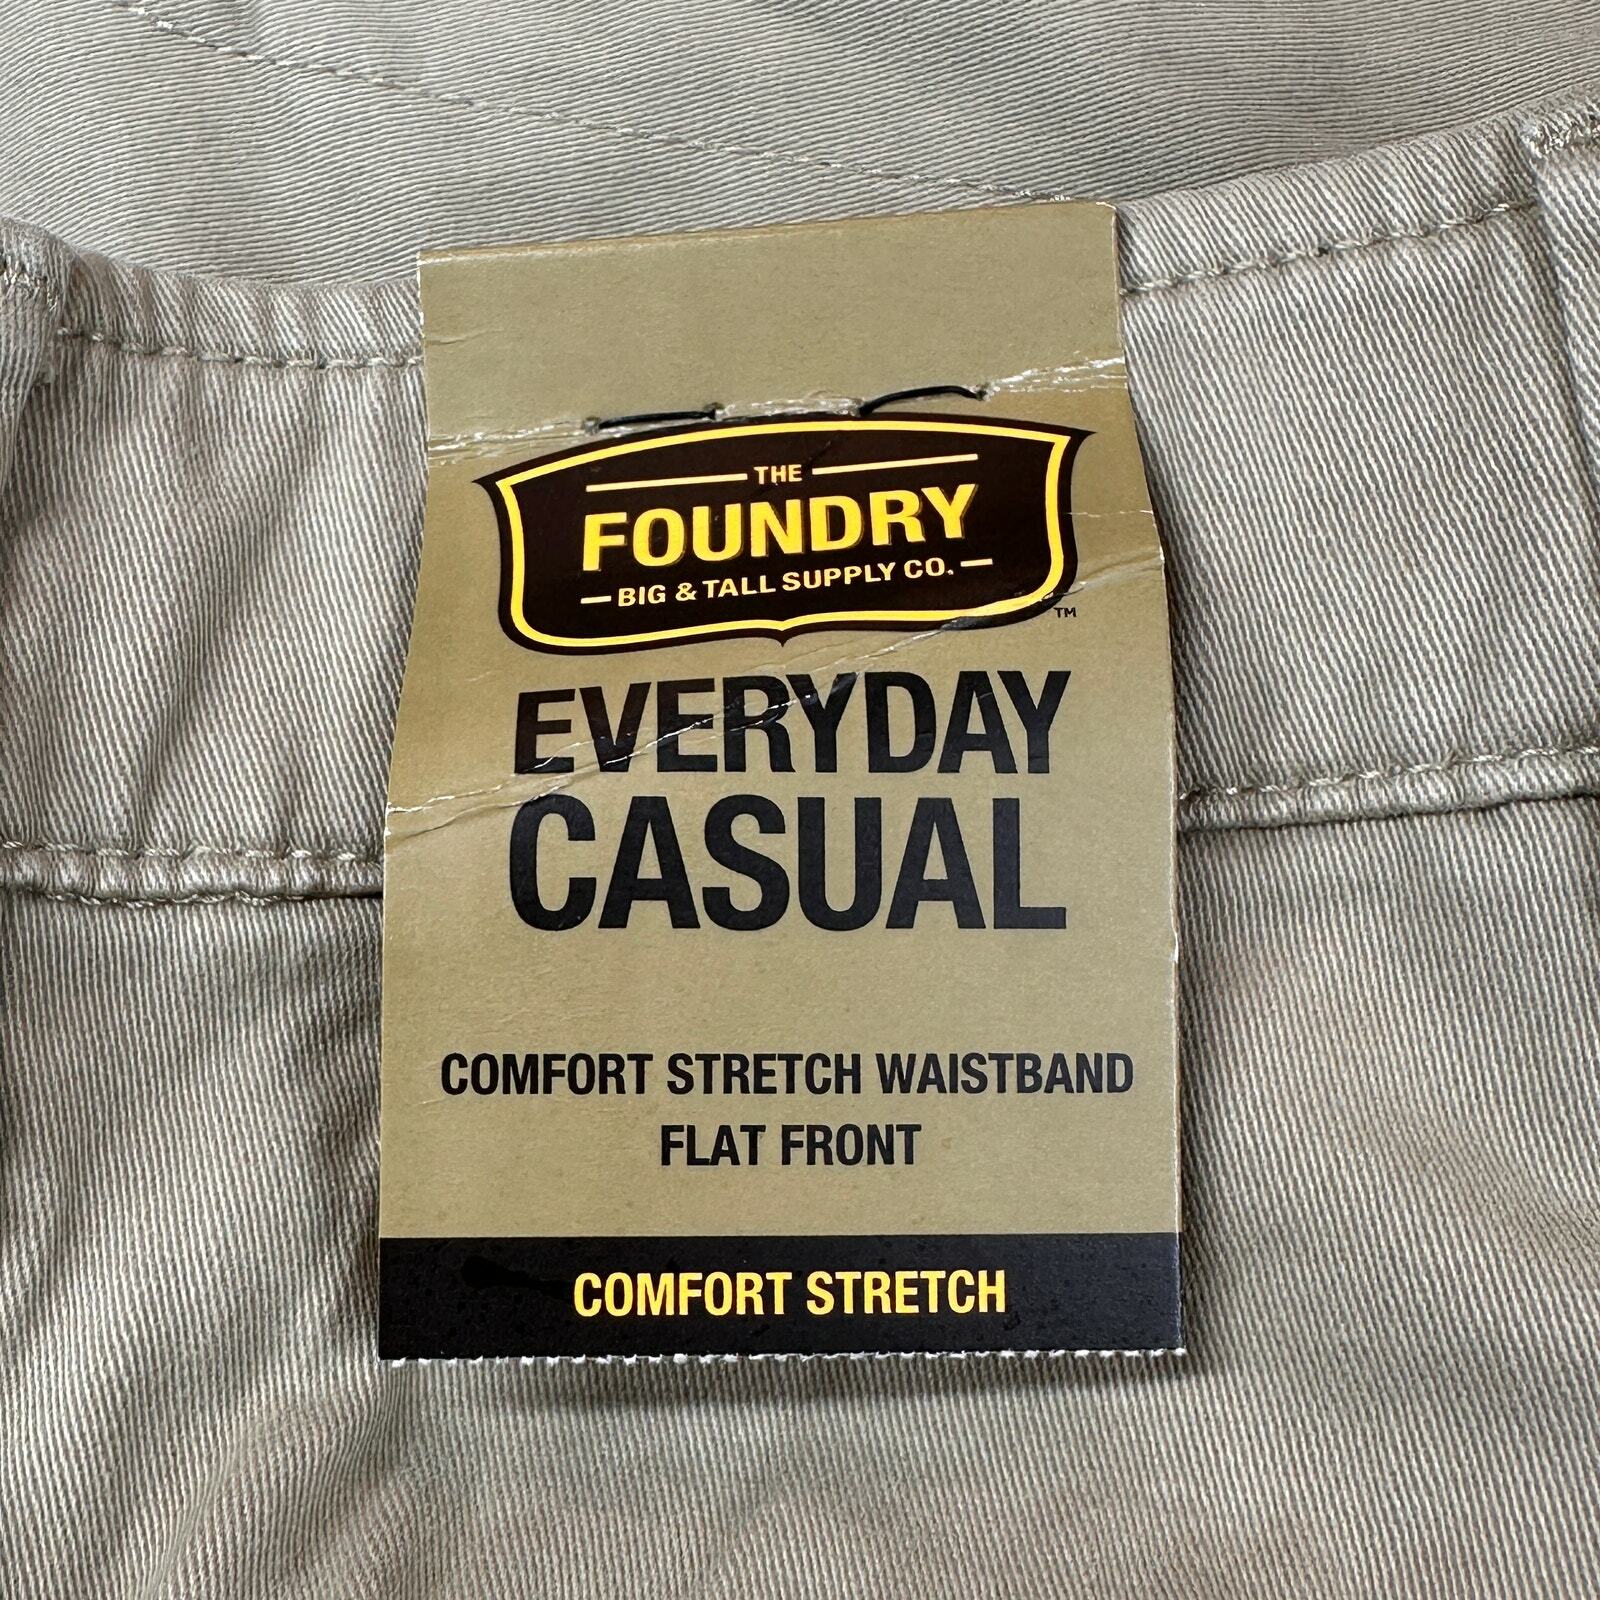 THE
FOUNDRY
BIG & TALL SUPPLY CO.
TM
EVERYDAY
CASUAL
COMFORT STRETCH WAISTBAND
FLAT FRONT
COMFORT STRETCH